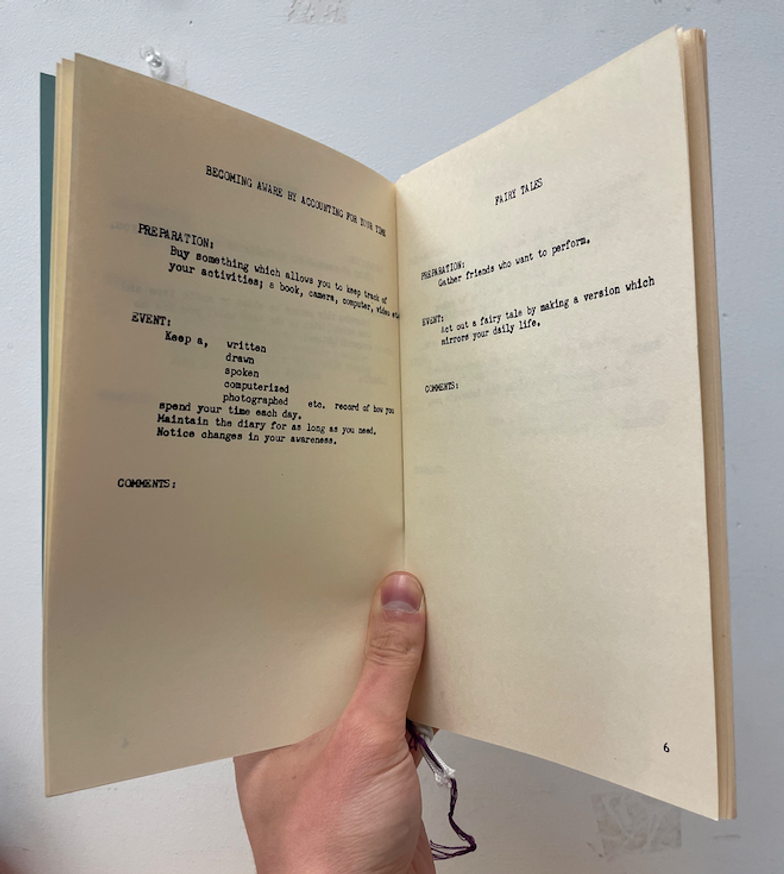 BECOMING AWARE BY ACCOUNTING FOR YOUR TIME
PREPARATION:
Buy something which allows you to keep track of
your activities; a book, camera, computer, video etc
EVENT:
Keep a, written
drawn
spoken
computerized
photographed etc. record of how you
spend your time each day.
Maintain the diary for as long as you need.
Notice changes in your awareness.
COMMENTS:
FAIRY TALES
PREPARATION:
Gather friends who want to perform.
EVENT:
Act out a fairy tale by making a version which
mirrors your daily life.
COMMENTS:
6